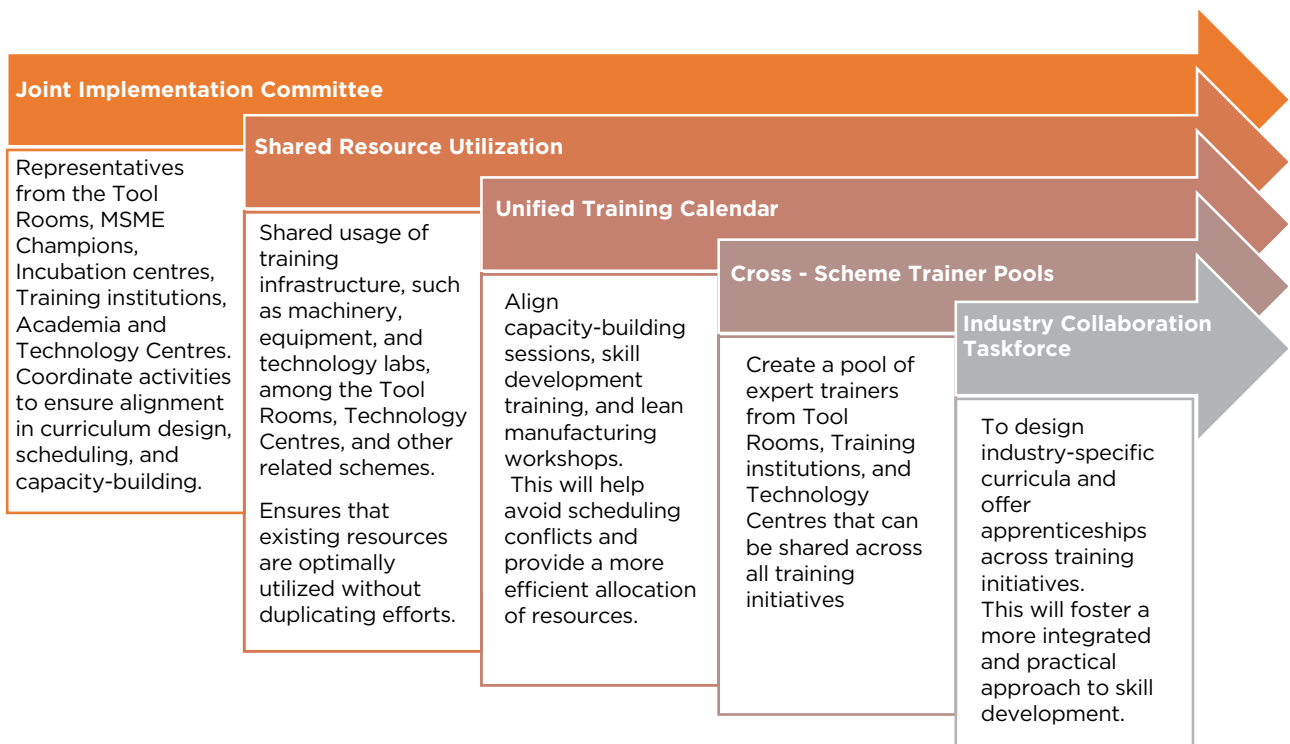 Joint Implementation Committee
Representatives
from the Tool
Rooms, MSME
Champions,
Incubation centres,
Training institutions,
Academia and
Technology Centres.
Coordinate activities
to ensure alignment
in curriculum design,
scheduling, and
capacity-building.
Shared Resource Utilization
Shared usage of
training
infrastructure, such
as machinery,
equipment, and
technology labs,
among the Tool
Rooms, Technology
Centres, and other
related schemes.
Ensures that
existing resources
are optimally
utilized without
duplicating efforts.
Unified Training Calendar
Align
capacity-building
sessions, skill
development
training, and lean
manufacturing
workshops.
This will help
avoid scheduling
conflicts and
provide a more
efficient allocation
of resources.
Cross - Scheme Trainer Pools
Create a pool of
expert trainers
from Tool
Rooms, Training
institutions, and
Technology
Centres that can
be shared across
all training
initiatives
Industry Collaboration
Taskforce
To design
industry-specific
curricula and
offer
apprenticeships
across training
initiatives.
This will foster a
more integrated
and practical
approach to skill
development.